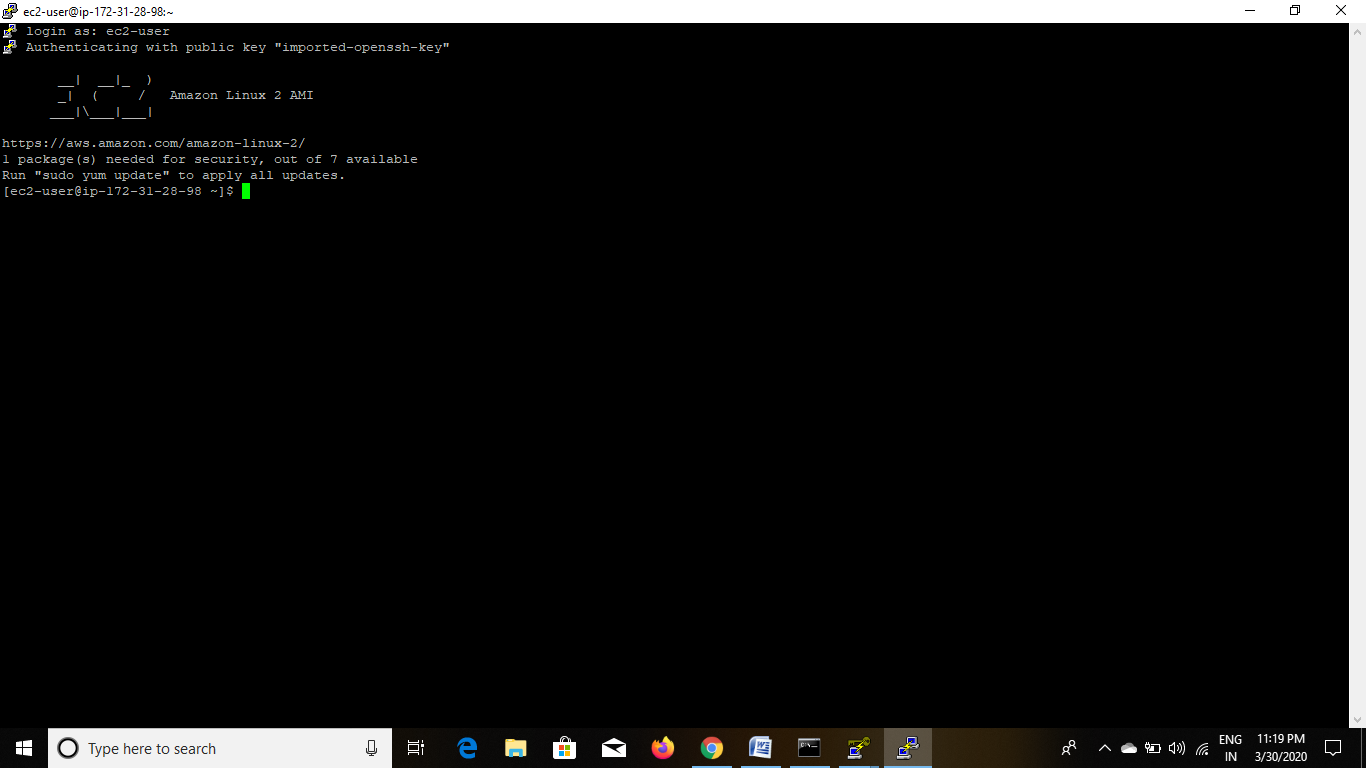 ec2-user@ip-172-31-28-98:~
login as: ec2-user
Authenticating with public key "imported-openssh-key"
       __|  __|_  )
       _|  (     /   Amazon Linux 2 AMI
      ___|\___|___|
https://aws.amazon.com/amazon-linux-2/
1 package(s) needed for security, out of 7 available
Run "sudo yum update" to apply all updates.
[ec2-user@ip-172-31-28-98 ~]$
Type here to search
ENG
IN
11:19 PM
3/30/2020